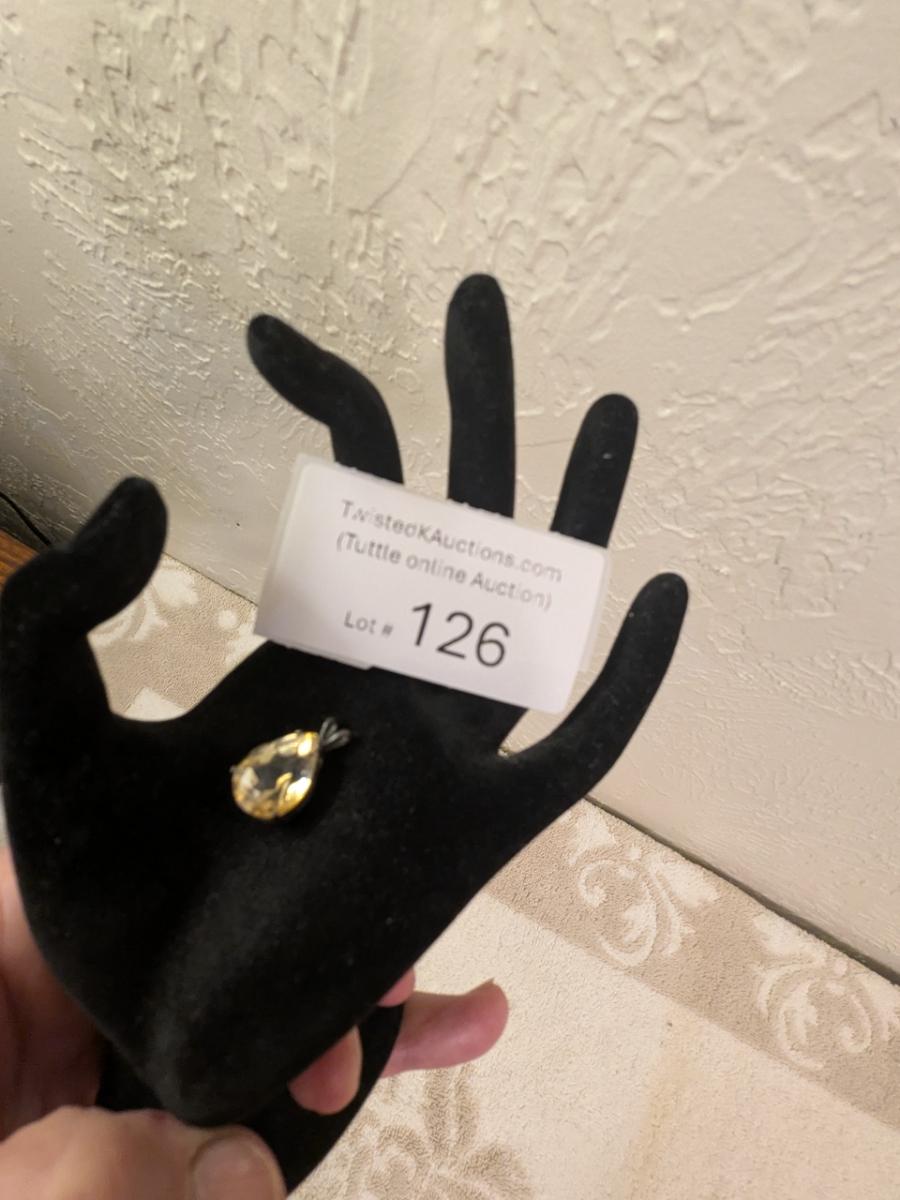 TwistedKAuctions.com
(Tuttle online Auction)
Lot # 126